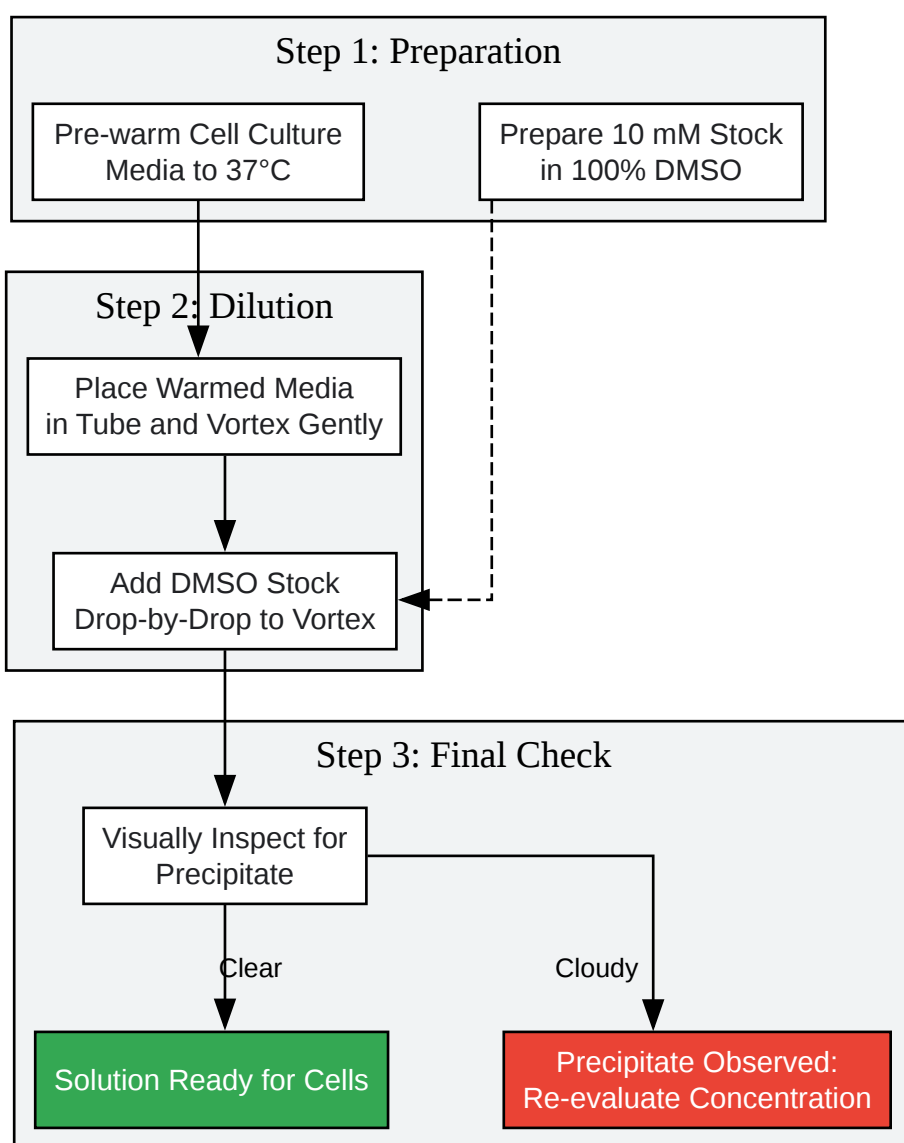 Step 1: Preparation
Pre-warm Cell Culture
Media to 37°C
Prepare 10 mM Stock
in 100% DMSO
Step 2: Dilution
Place Warmed Media
in Tube and Vortex Gently
Add DMSO Stock
Drop-by-Drop to Vortex
Step 3: Final Check
Visually Inspect for
Precipitate
Clear
Cloudy
Solution Ready for Cells
Precipitate Observed:
Re-evaluate Concentration